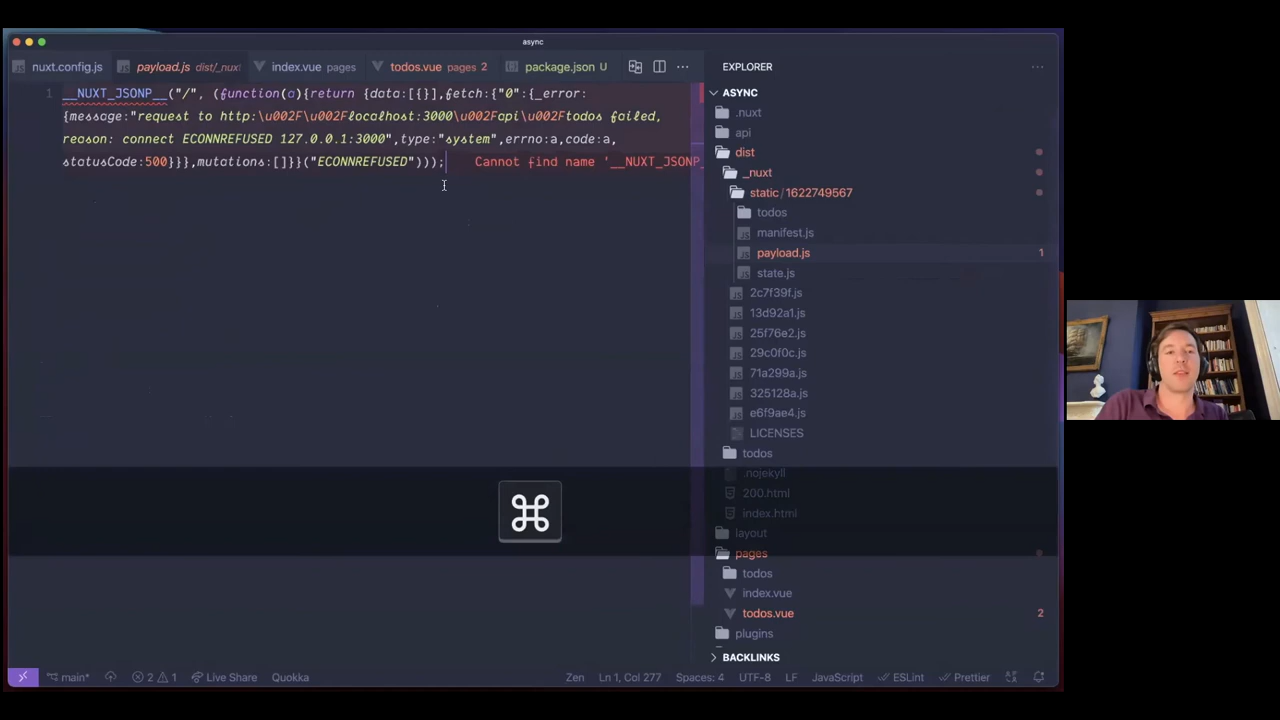 async
nuxt.config.js
payload.js dist/_nuxt
index.vue pages
todos.vue pages 2
package.json U
1
__NUXT_JSONP__("/", (function(a){return {data:[{}],fetch:{"0":{_error:
{message:"request to http:\u002F\u002Flocalhost:3000\u002Fapi\u002Ftodos failed,
reason: connect ECONNREFUSED 127.0.0.1:3000",type:"system",errno:a,code:a,
statusCode:500}}},mutations:[]}}("ECONNREFUSED")));
Cannot find name '__NUXT_JSONP_
⌘
EXPLORER
ASYNC
.nuxt
api
dist
_nuxt
static/1622749567
todos
manifest.js
payload.js 1
state.js
2c7f39f.js
13d92a1.js
25f76e2.js
29c0f0c.js
71a299a.js
325128a.js
e6f9ae4.js
LICENSES
todos
.nojekyll
200.html
index.html
layout
pages
todos
index.vue
todos.vue 2
plugins
BACKLINKS
main* 2 1 Live Share Quokka Zen Ln 1, Col 277 Spaces: 4 UTF-8 LF JavaScript ESLint Prettier